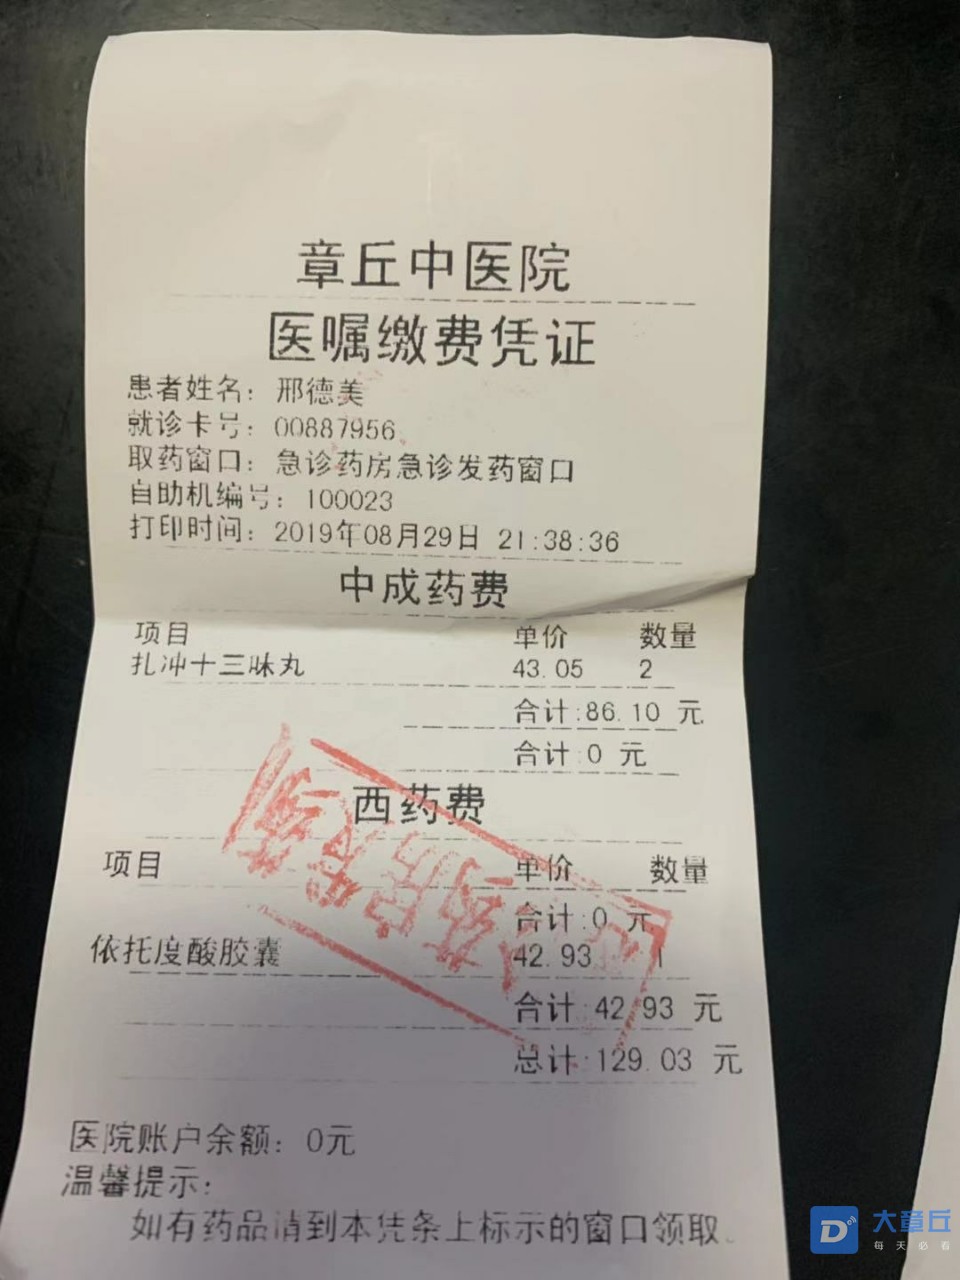 章丘中医院
医嘱缴费凭证
患者姓名：邢德美
就诊卡号：00887956
取药窗口：急诊药房急诊发药窗口
自助机编号：100023
打印时间：2019年08月29日 21:38:36
中成药费
项目 单价 数量
扎冲十三味丸 43.05 2
合计:86.10 元
合计:0 元
西药费
项目 单价 数量
合计:0 元
依托度酸胶囊 42.93 1
合计:42.93 元
总计:129.03 元
医院账户余额：0元
温馨提示：
如有药品请到本凭条上标示的窗口领取。
大章丘
每天必看